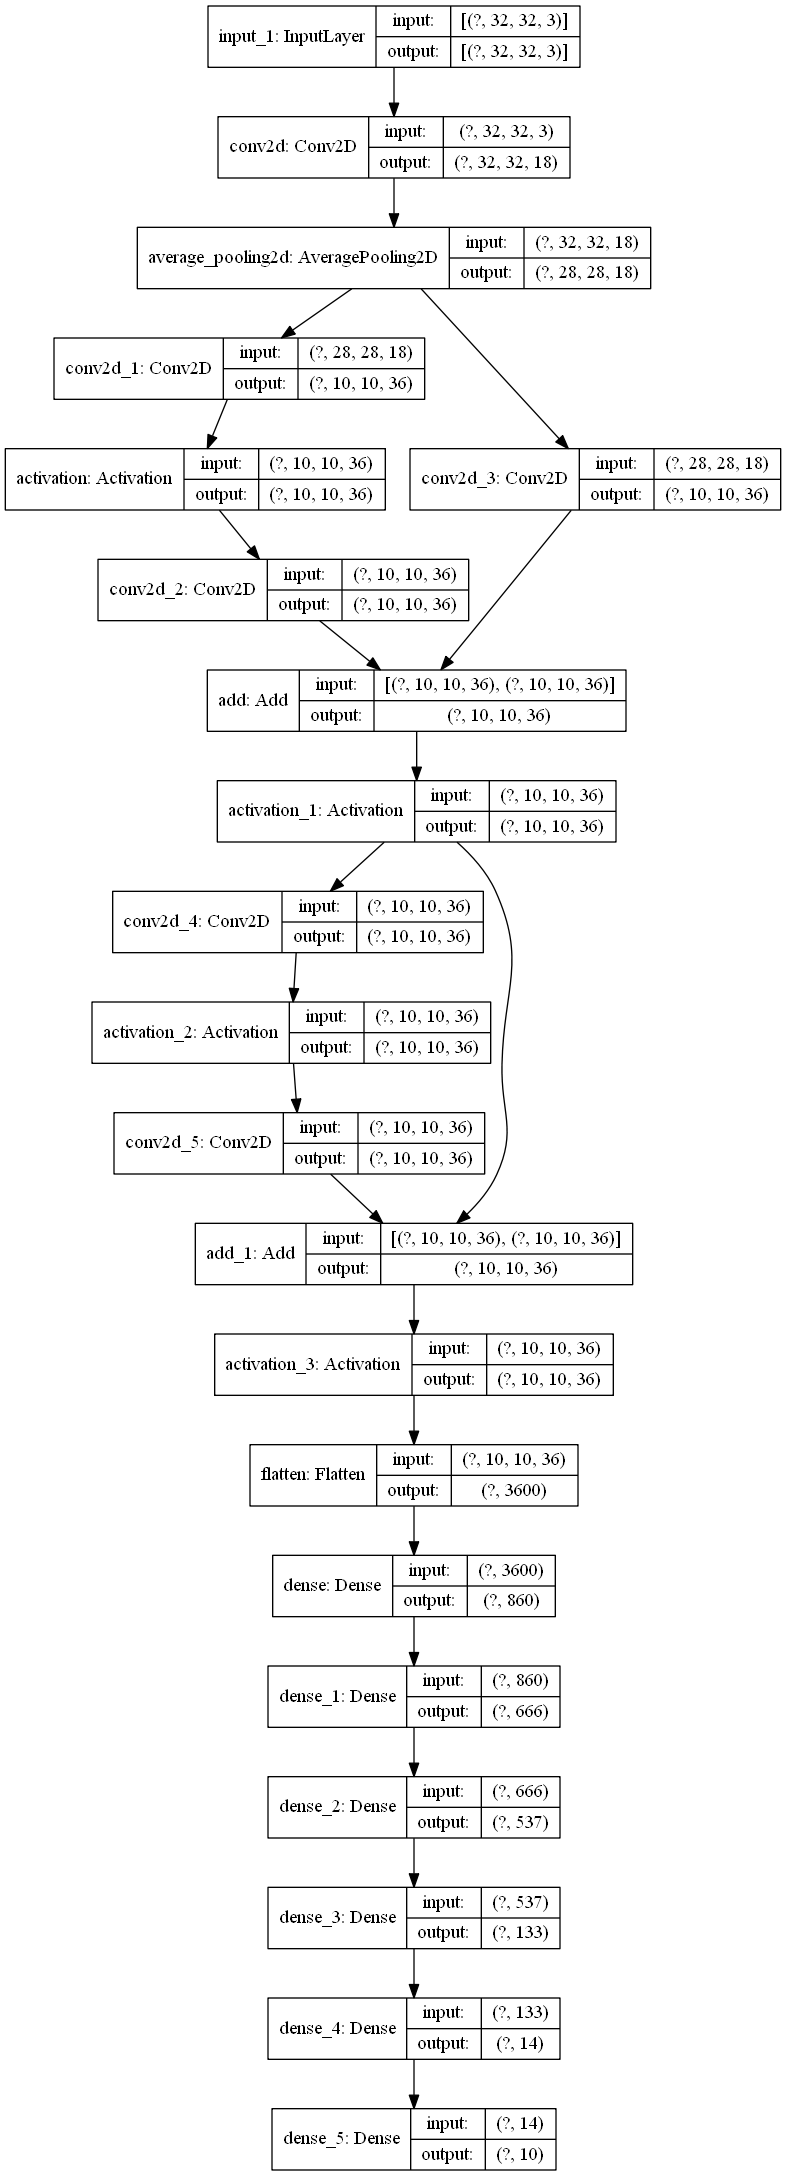 input_1: InputLayer
input: [(?, 32, 32, 3)]
output: [(?, 32, 32, 3)]
conv2d: Conv2D
input: (?, 32, 32, 3)
output: (?, 32, 32, 18)
average_pooling2d: AveragePooling2D
input: (?, 32, 32, 18)
output: (?, 28, 28, 18)
conv2d_1: Conv2D
input: (?, 28, 28, 18)
output: (?, 10, 10, 36)
activation: Activation
input: (?, 10, 10, 36)
output: (?, 10, 10, 36)
conv2d_3: Conv2D
input: (?, 28, 28, 18)
output: (?, 10, 10, 36)
conv2d_2: Conv2D
input: (?, 10, 10, 36)
output: (?, 10, 10, 36)
add: Add
input: [(?, 10, 10, 36), (?, 10, 10, 36)]
output: (?, 10, 10, 36)
activation_1: Activation
input: (?, 10, 10, 36)
output: (?, 10, 10, 36)
conv2d_4: Conv2D
input: (?, 10, 10, 36)
output: (?, 10, 10, 36)
activation_2: Activation
input: (?, 10, 10, 36)
output: (?, 10, 10, 36)
conv2d_5: Conv2D
input: (?, 10, 10, 36)
output: (?, 10, 10, 36)
add_1: Add
input: [(?, 10, 10, 36), (?, 10, 10, 36)]
output: (?, 10, 10, 36)
activation_3: Activation
input: (?, 10, 10, 36)
output: (?, 10, 10, 36)
flatten: Flatten
input: (?, 10, 10, 36)
output: (?, 3600)
dense: Dense
input: (?, 3600)
output: (?, 860)
dense_1: Dense
input: (?, 860)
output: (?, 666)
dense_2: Dense
input: (?, 666)
output: (?, 537)
dense_3: Dense
input: (?, 537)
output: (?, 133)
dense_4: Dense
input: (?, 133)
output: (?, 14)
dense_5: Dense
input: (?, 14)
output: (?, 10)